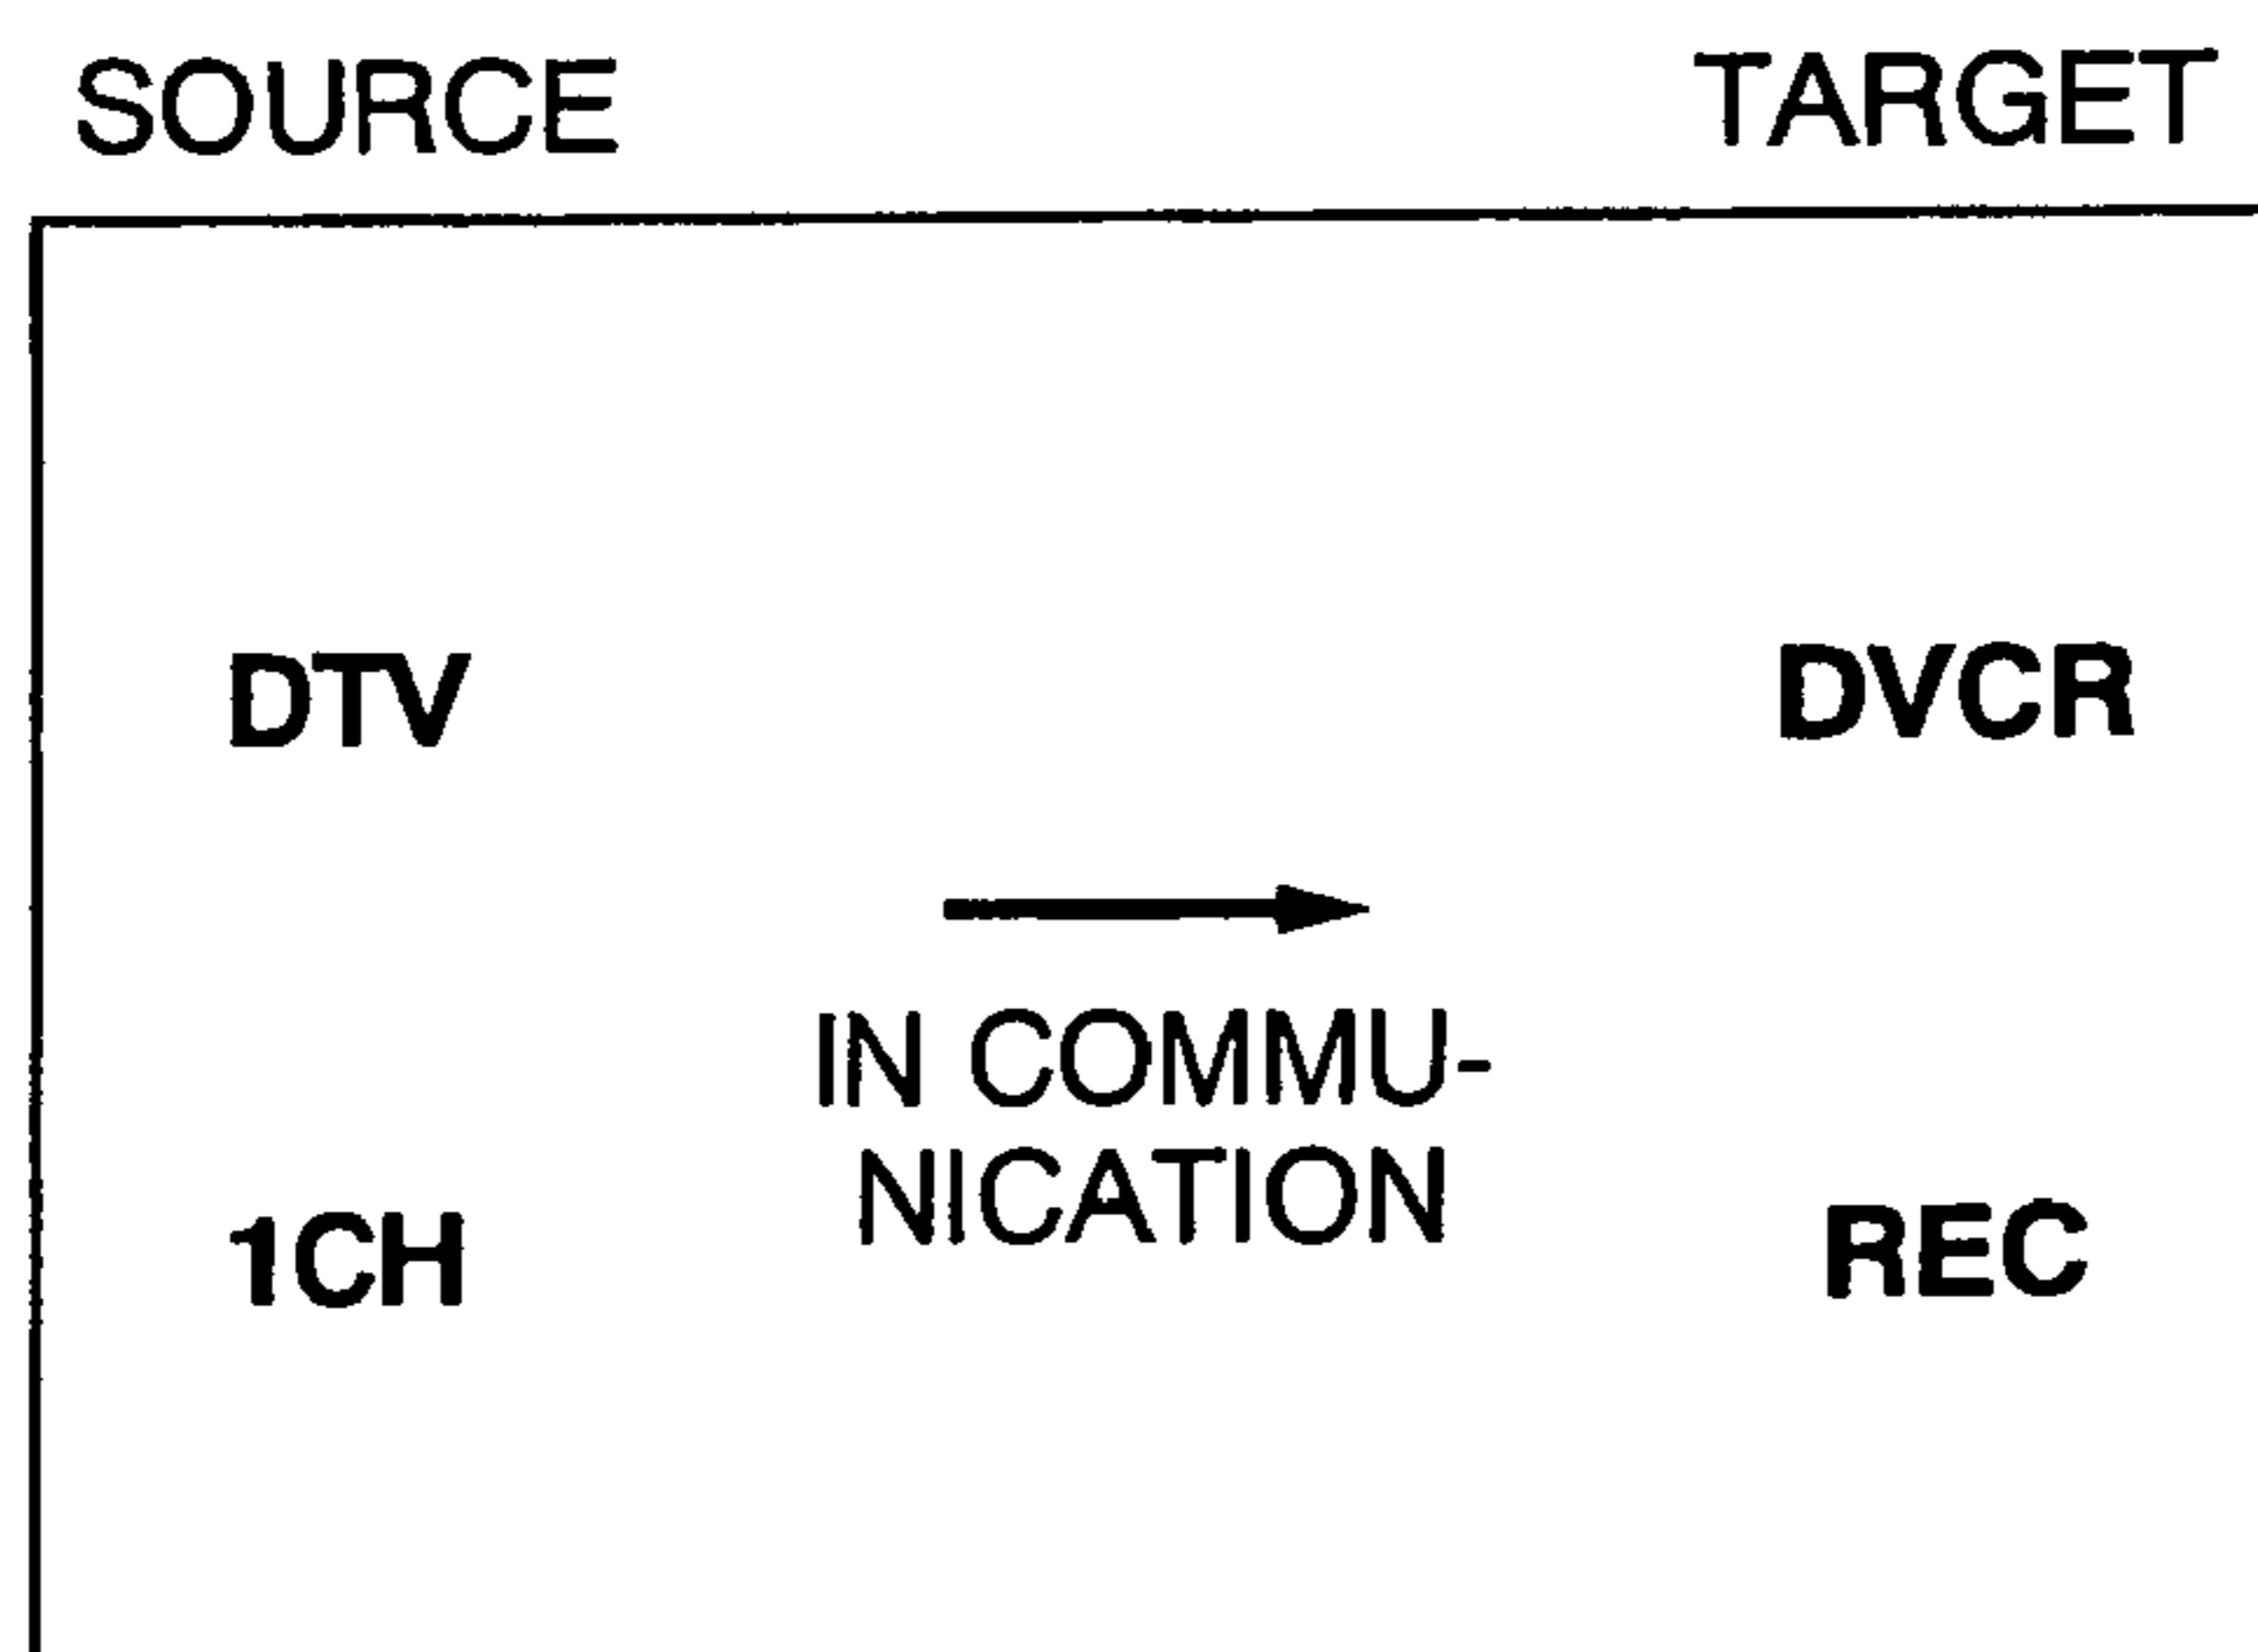 SOURCE TARGET
DTV DVCR
IN COMMU-
NICATION
1CH REC